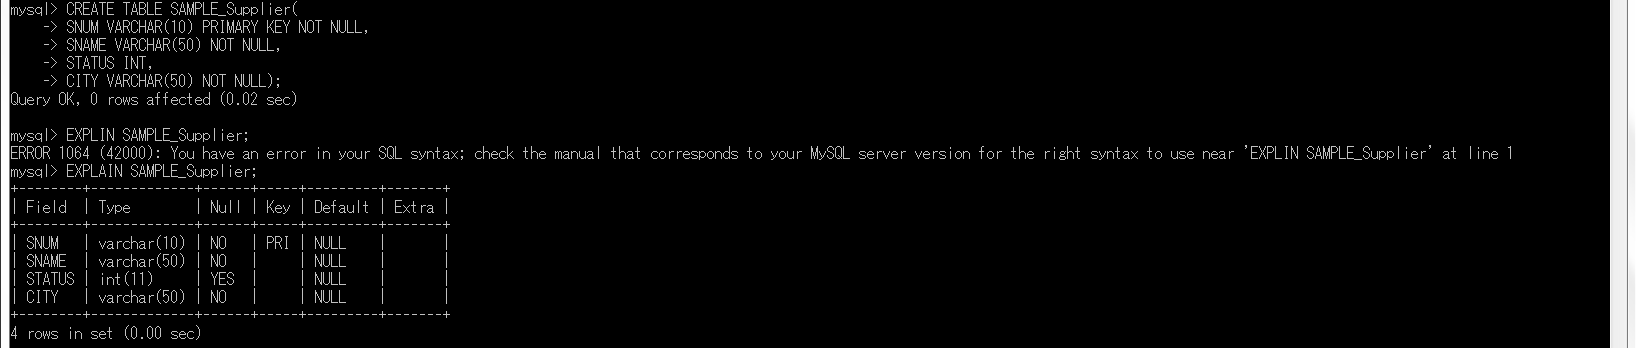 mysql> CREATE TABLE SAMPLE_Supplier(
    -> SNUM VARCHAR(10) PRIMARY KEY NOT NULL,
    -> SNAME VARCHAR(50) NOT NULL,
    -> STATUS INT,
    -> CITY VARCHAR(50) NOT NULL);
Query OK, 0 rows affected (0.02 sec)

mysql> EXPLIN SAMPLE_Supplier;
ERROR 1064 (42000): You have an error in your SQL syntax; check the manual that corresponds to your MySQL server version for the right syntax to use near 'EXPLIN SAMPLE_Supplier' at line 1
mysql> EXPLAIN SAMPLE_Supplier;
+--------+-------------+------+-----+---------+-------+
| Field  | Type        | Null | Key | Default | Extra |
+--------+-------------+------+-----+---------+-------+
| SNUM   | varchar(10) | NO   | PRI | NULL    |       |
| SNAME  | varchar(50) | NO   |     | NULL    |       |
| STATUS | int(11)     | YES  |     | NULL    |       |
| CITY   | varchar(50) | NO   |     | NULL    |       |
+--------+-------------+------+-----+---------+-------+
4 rows in set (0.00 sec)